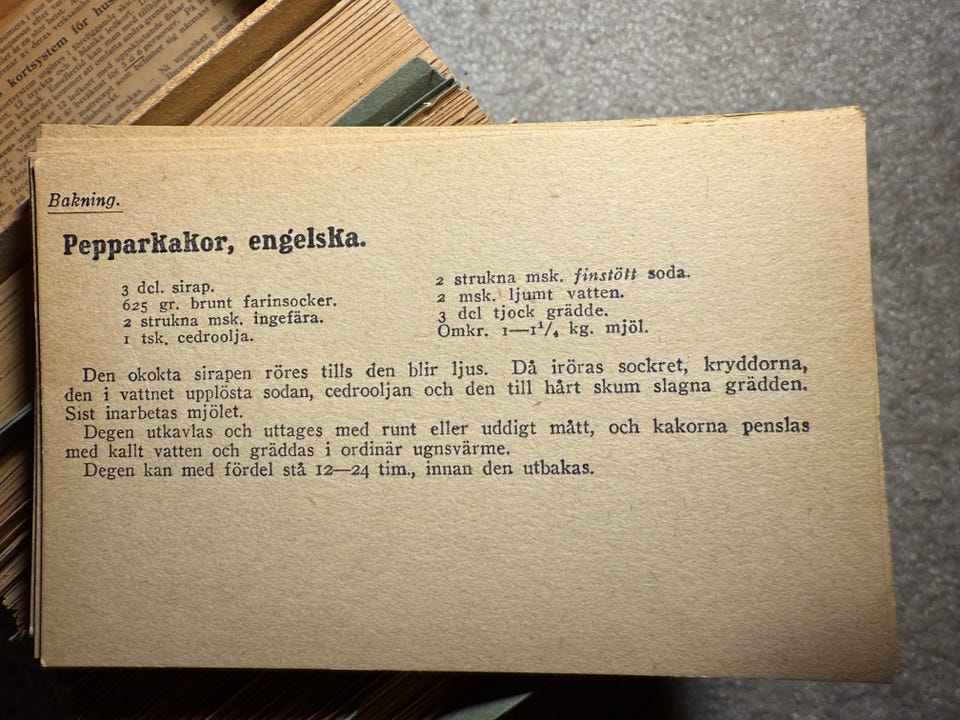 kortsystem för
Bakning.
Pepparkakor, engelska.
3 dcl. sirap.
625 gr. brunt farinsocker.
2 strukna msk. ingefära.
1 tsk. cedroolja.
2 strukna msk. finstött soda.
2 msk. ljumt vatten.
3 dcl tjock grädde.
Omkr. 1—1¼ kg. mjöl.
Den okokta sirapen röres tills den blir ljus. Då iröras sockret, kryddorna,
den i vattnet upplösta sodan, cedrooljan och den till hårt skum slagna grädden.
Sist inarbetas mjölet.
Degen utkavlas och uttages med runt eller uddigt mått, och kakorna penslas
med kallt vatten och gräddas i ordinär ugnsvärme.
Degen kan med fördel stå 12—24 tim., innan den utbakas.